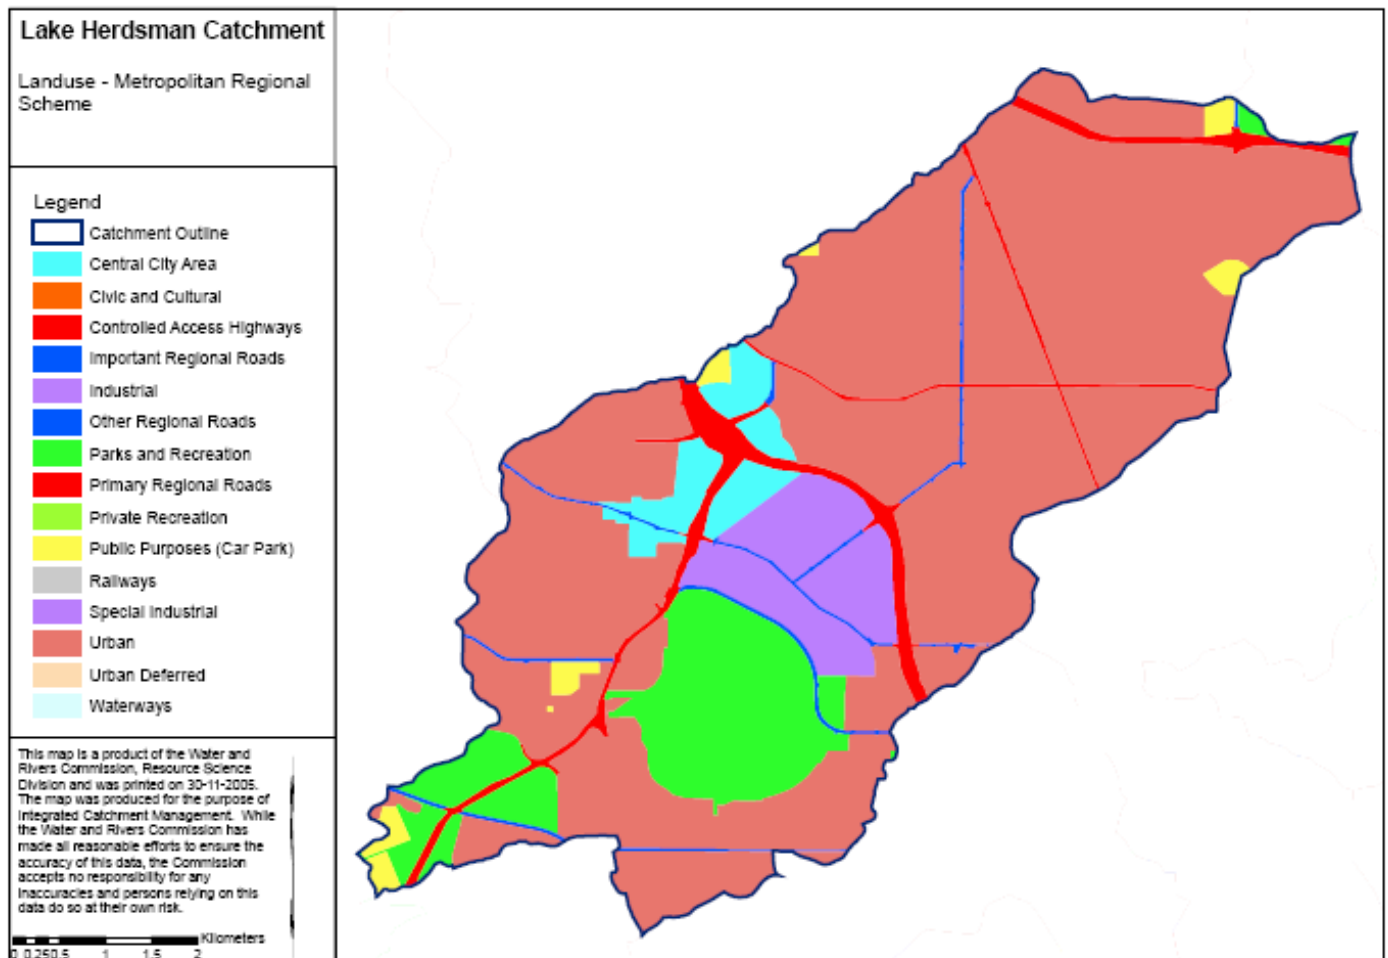 Lake Herdsman Catchment
Landuse - Metropolitan Regional
Scheme
Legend
Catchment Outline
Central City Area
Civic and Cultural
Controlled Access Highways
Important Regional Roads
Industrial
Other Regional Roads
Parks and Recreation
Primary Regional Roads
Private Recreation
Public Purposes (Car Park)
Railways
Special Industrial
Urban
Urban Deferred
Waterways
This map is a product of the Water and
Rivers Commission, Resource Science
Division and was printed on 30-11-2005.
The map was produced for the purpose of
Integrated Catchment Management. While
the Water and Rivers Commission has
made all reasonable efforts to ensure the
accuracy of this data, the Commission
accepts no responsibility for any
inaccuracies and persons relying on this
data do so at their own risk.
Kilometers
0 0.25 0.5 1 1.5 2